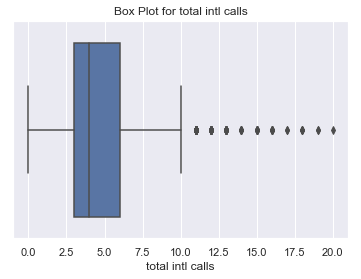 Box Plot for total intl calls
0.0 2.5 5.0 7.5 10.0 12.5 15.0 17.5 20.0
total intl calls